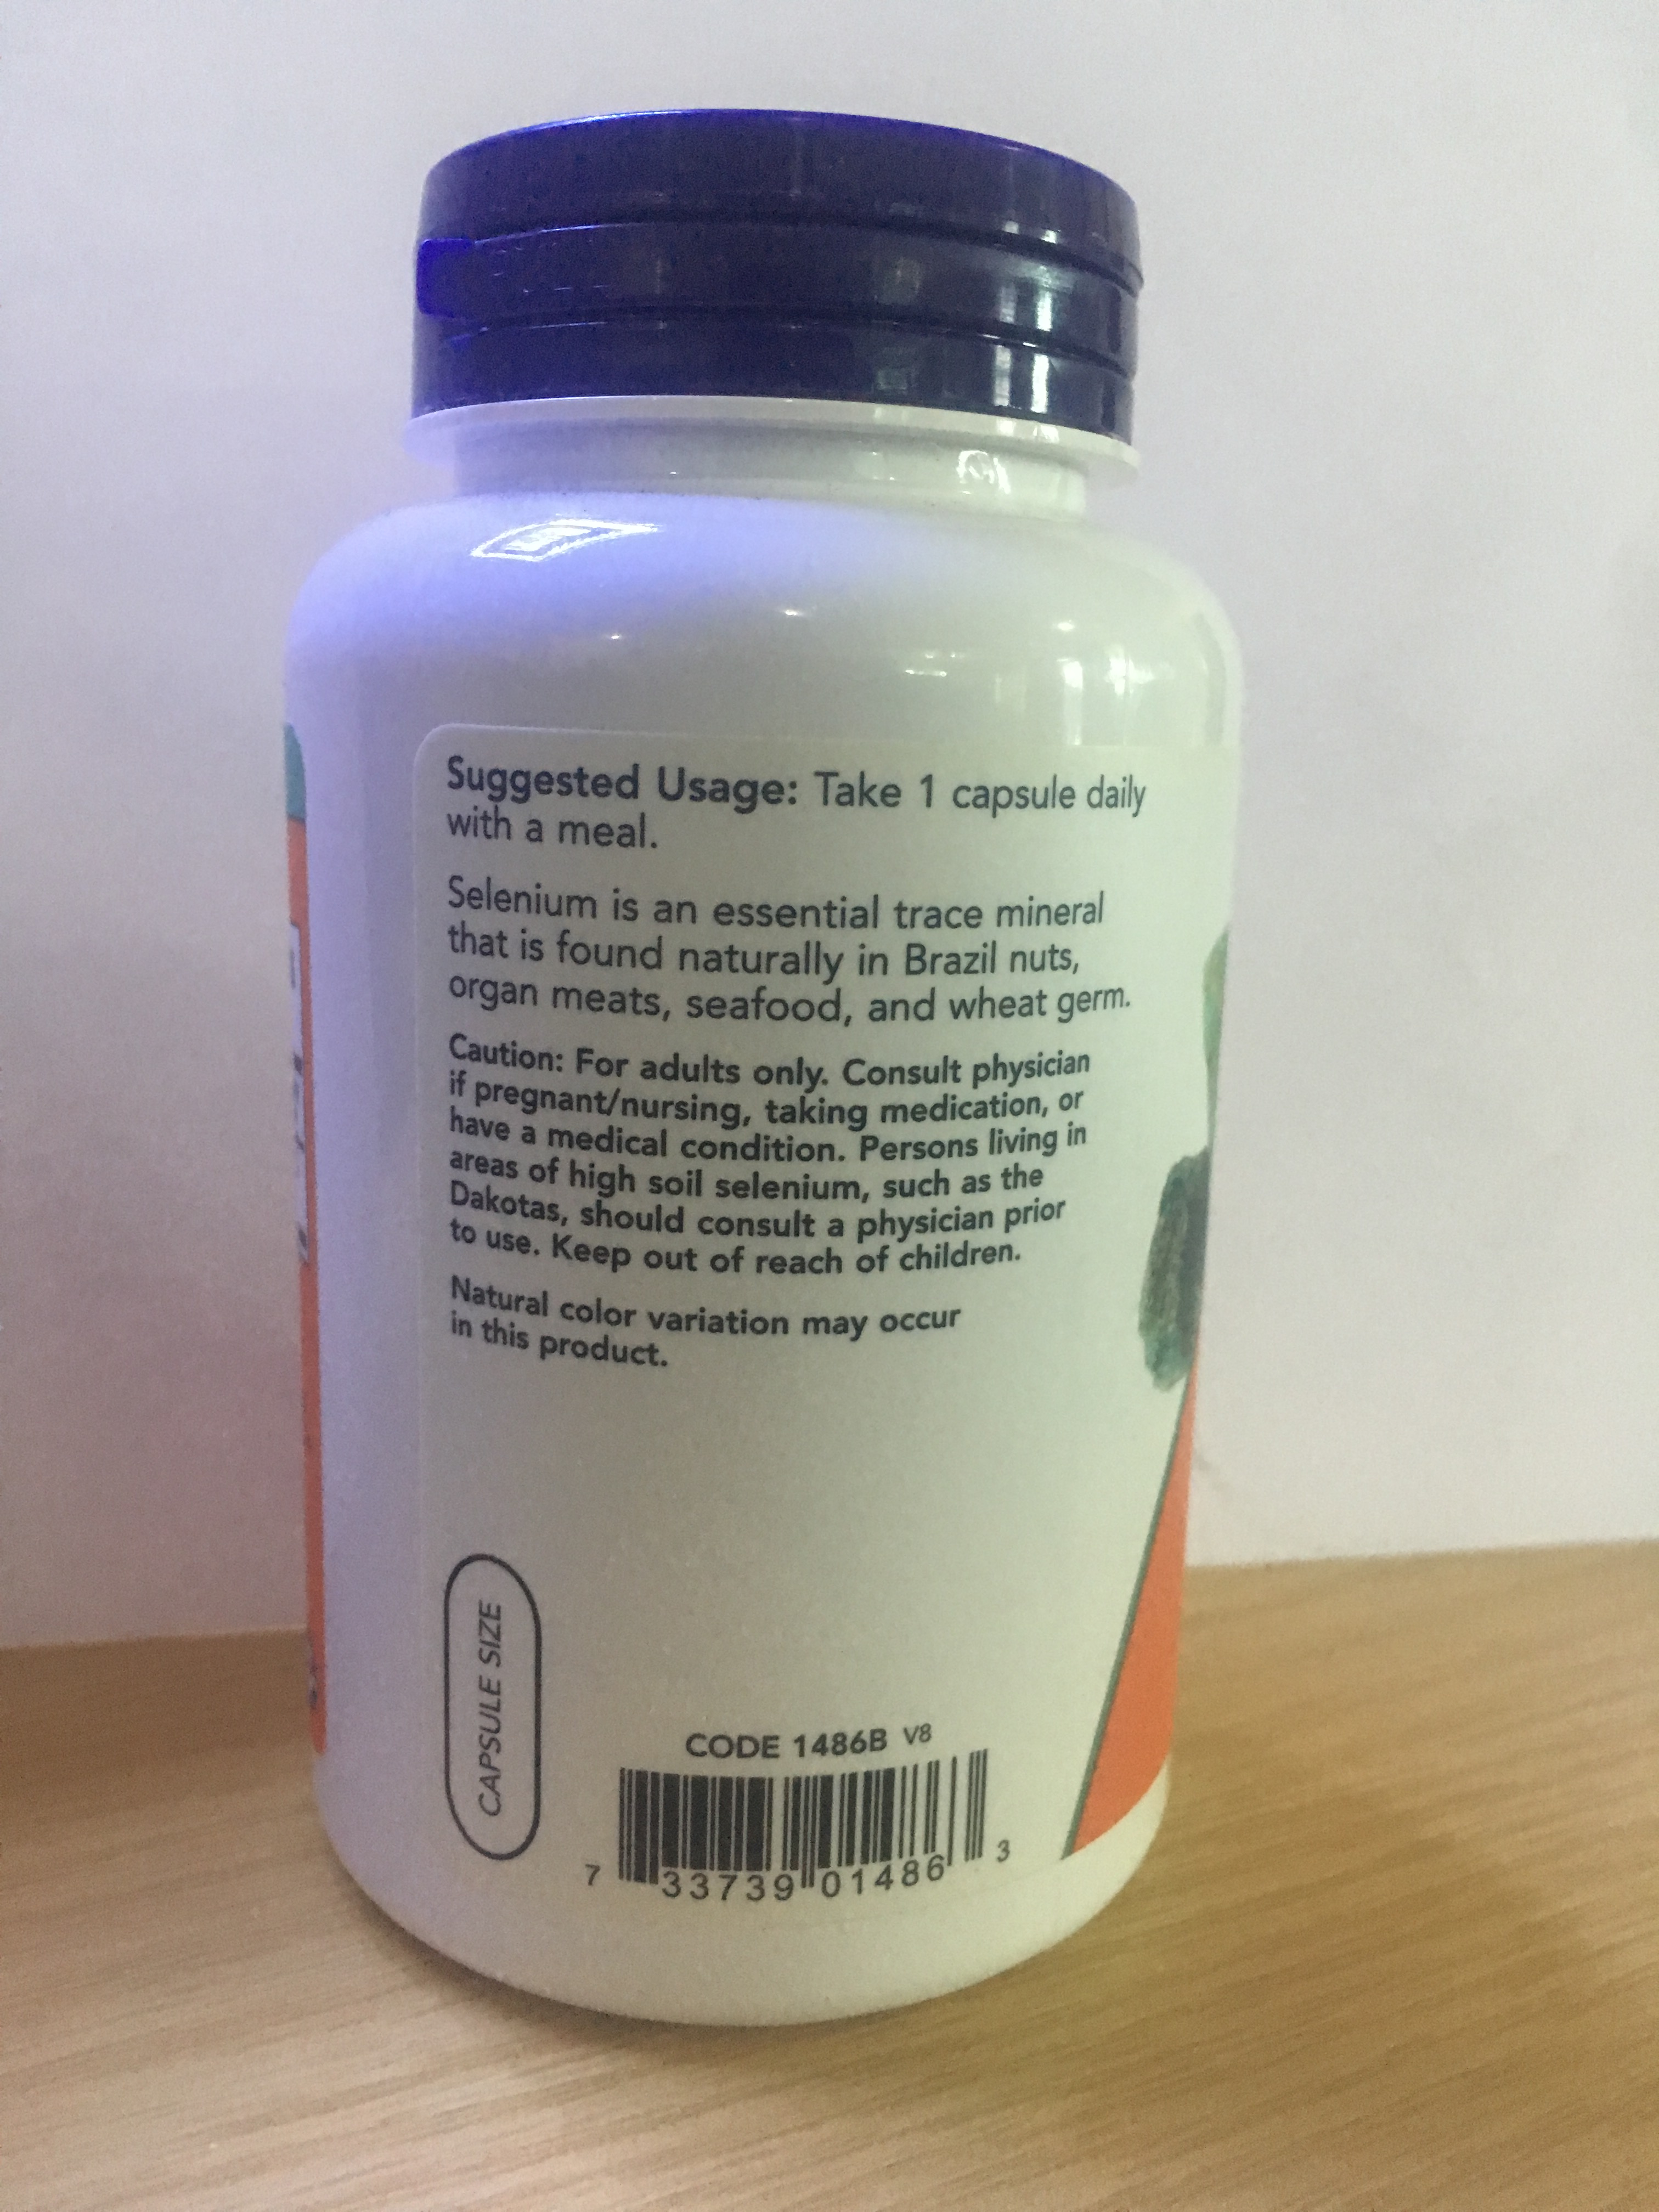 Suggested Usage: Take 1 capsule daily
with a meal.
Selenium is an essential trace mineral
that is found naturally in Brazil nuts,
organ meats, seafood, and wheat germ.
Caution: For adults only. Consult physician
if pregnant/nursing, taking medication, or
have a medical condition. Persons living in
areas of high soil selenium, such as the
Dakotas, should consult a physician prior
to use. Keep out of reach of children.
Natural color variation may occur
in this product.
CAPSULE SIZE
CODE 1486B V8
7 33739 01486 3